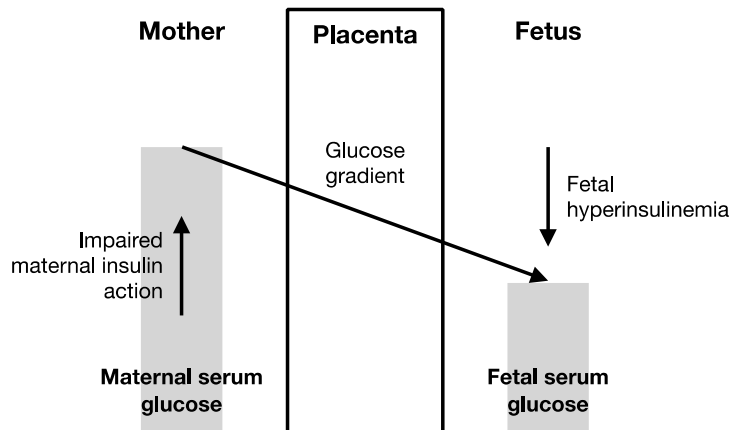 Mother
Placenta
Fetus
Glucose
gradient
Fetal
hyperinsulinemia
Impaired
maternal insulin
action
Maternal serum
glucose
Fetal serum
glucose